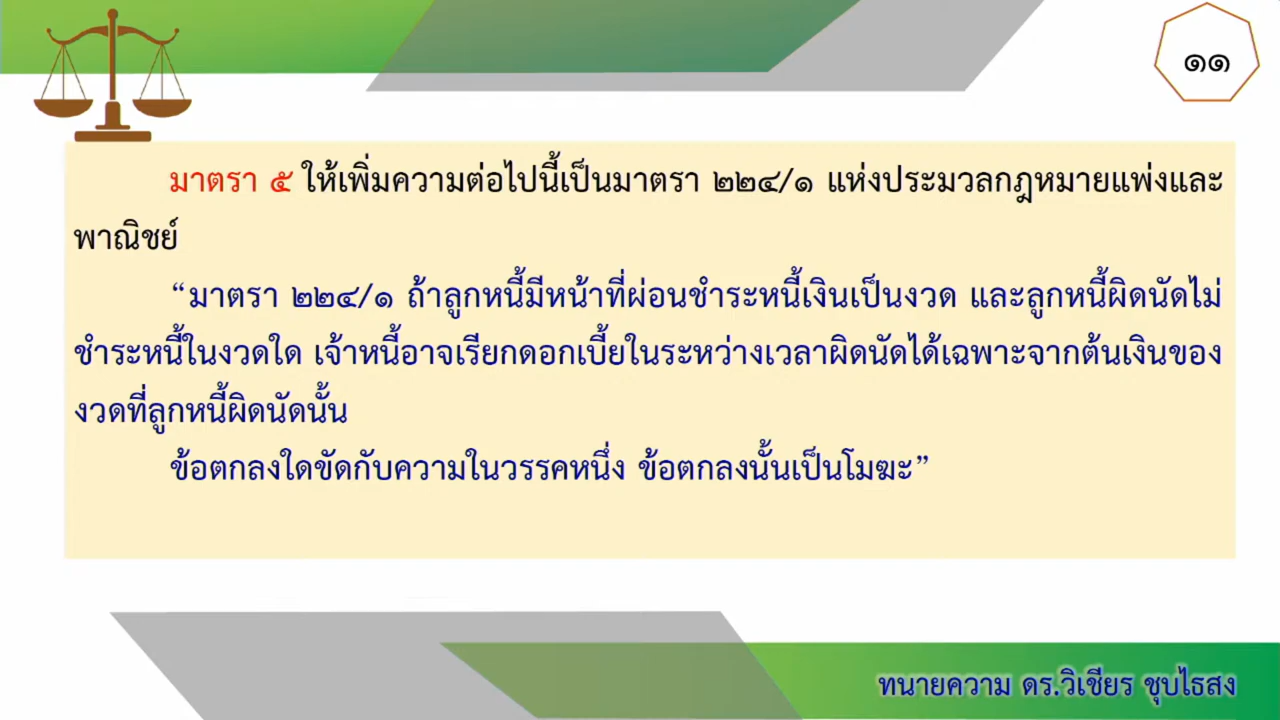 ๑๑
มาตรา ๕ ให้เพิ่มความต่อไปนี้เป็นมาตรา ๒๒๔/๑ แห่งประมวลกฎหมายแพ่งและ
พาณิชย์
“มาตรา ๒๒๔/๑ ถ้าลูกหนี้มีหน้าที่ผ่อนชำระหนี้เงินเป็นงวด และลูกหนี้ผิดนัดไม่
ชำระหนี้ในงวดใด เจ้าหนี้อาจเรียกดอกเบี้ยในระหว่างเวลาผิดนัดได้เฉพาะจากต้นเงินของ
งวดที่ลูกหนี้ผิดนัดนั้น
ข้อตกลงใดขัดกับความในวรรคหนึ่ง ข้อตกลงนั้นเป็นโมฆะ”
ทนายความ ดร.วิเชียร ชุบไธสง